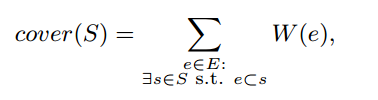 cover(S) = ∑ W(e),
e∈E:
∃s∈S s.t. e⊂s